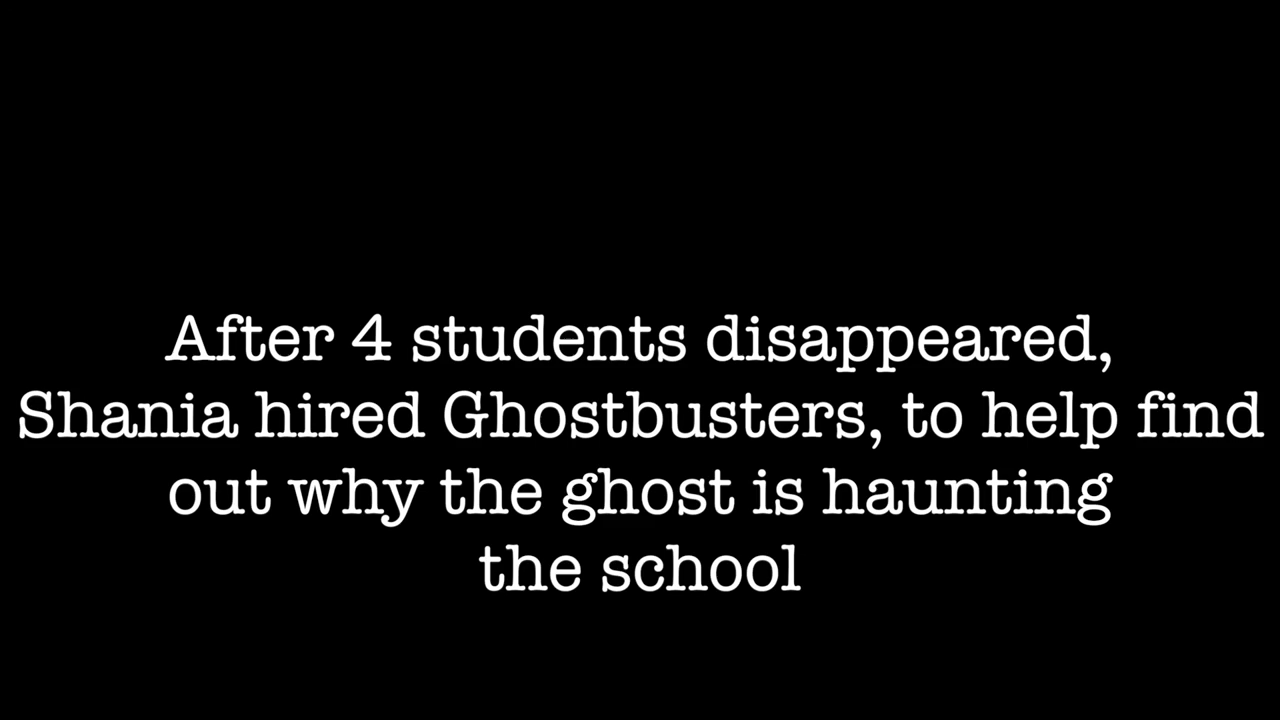 After 4 students disappeared,
Shania hired Ghostbusters, to help find
out why the ghost is haunting
the school